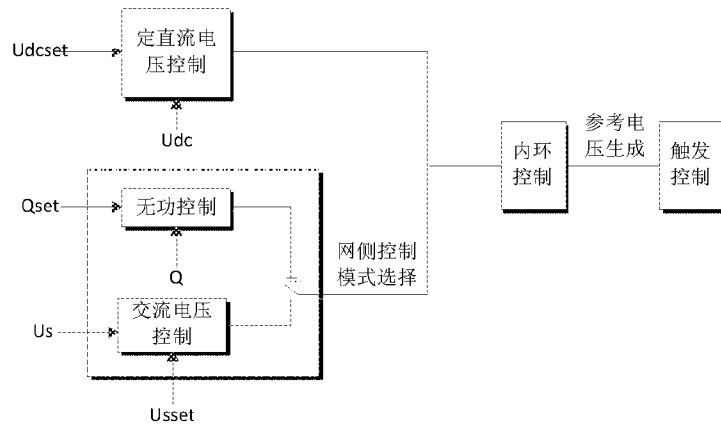 Udcset
定直流电
压控制
Udc
Qset
无功控制
Q
Us
交流电压
控制
Usset
网侧控制
模式选择
内环
控制
参考电
压生成
触发
控制